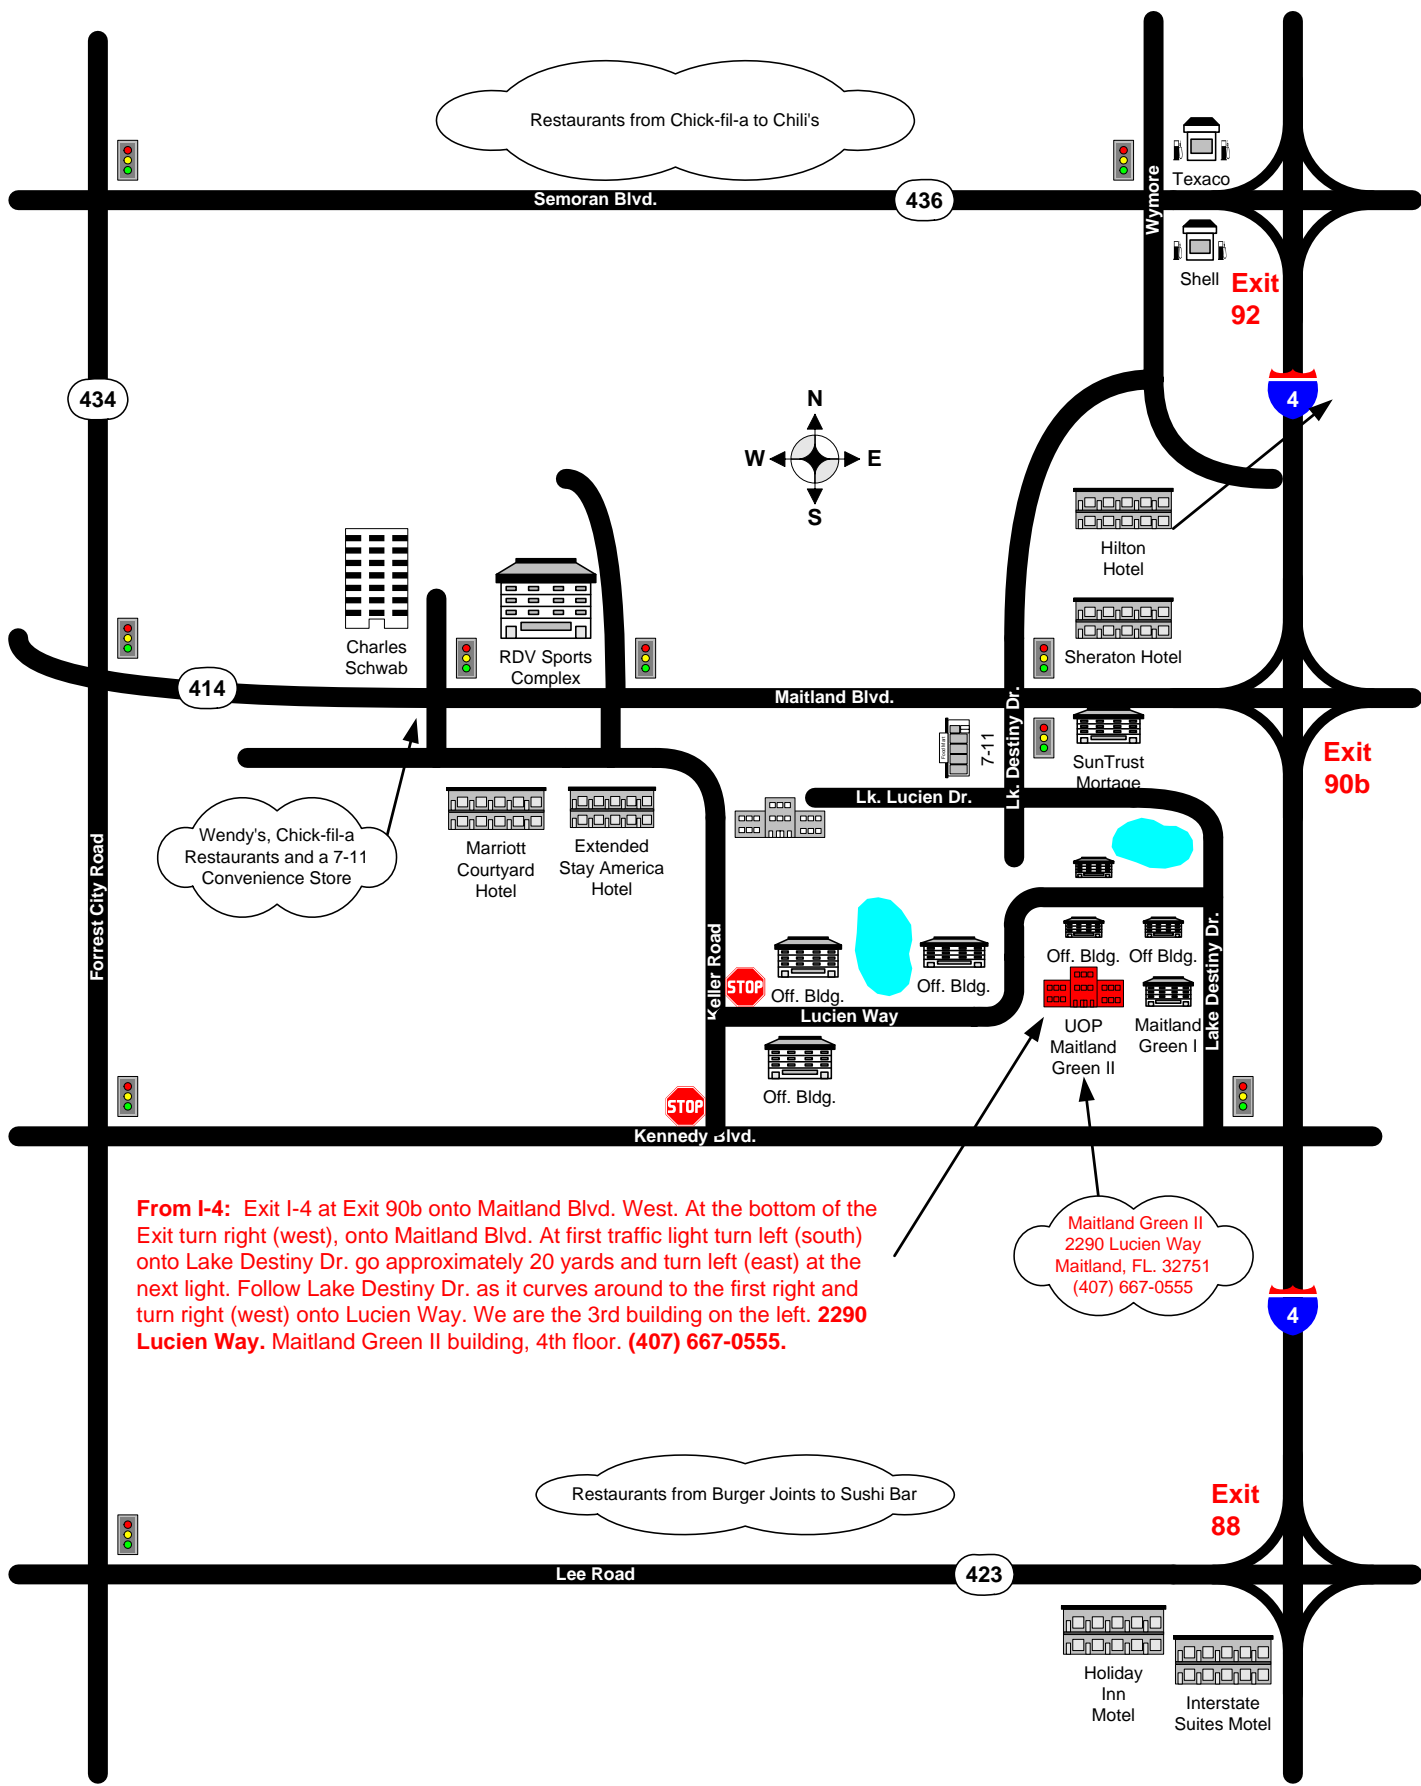 Restaurants from Chick-fil-a to Chili's
Texaco
Semoran Blvd.
436
Wymore
Shell
Exit
92
434
4
N
W
E
S
Hilton
Hotel
Charles
Schwab
RDV Sports
Complex
Sheraton Hotel
414
Maitland Blvd.
Lk. Destiny Dr.
7-11
SunTrust
Mortage
Exit
90b
Lk. Lucien Dr.
Wendy's, Chick-fil-a
Restaurants and a 7-11
Convenience Store
Marriott
Courtyard
Hotel
Extended
Stay America
Hotel
Forrest City Road
Keller Road
STOP
Off. Bldg.
Off. Bldg.
Off. Bldg.
Off Bldg.
Lake Destiny Dr.
Lucien Way
UOP
Maitland
Green II
Maitland
Green I
Off. Bldg.
STOP
Kennedy Blvd.
From I-4: Exit I-4 at Exit 90b onto Maitland Blvd. West. At the bottom of the
Exit turn right (west), onto Maitland Blvd. At first traffic light turn left (south)
onto Lake Destiny Dr. go approximately 20 yards and turn left (east) at the
next light. Follow Lake Destiny Dr. as it curves around to the first right and
turn right (west) onto Lucien Way. We are the 3rd building on the left. 2290
Lucien Way. Maitland Green II building, 4th floor. (407) 667-0555.
Maitland Green II
2290 Lucien Way
Maitland, FL. 32751
(407) 667-0555
4
Restaurants from Burger Joints to Sushi Bar
Exit
88
Lee Road
423
Holiday
Inn
Motel
Interstate
Suites Motel